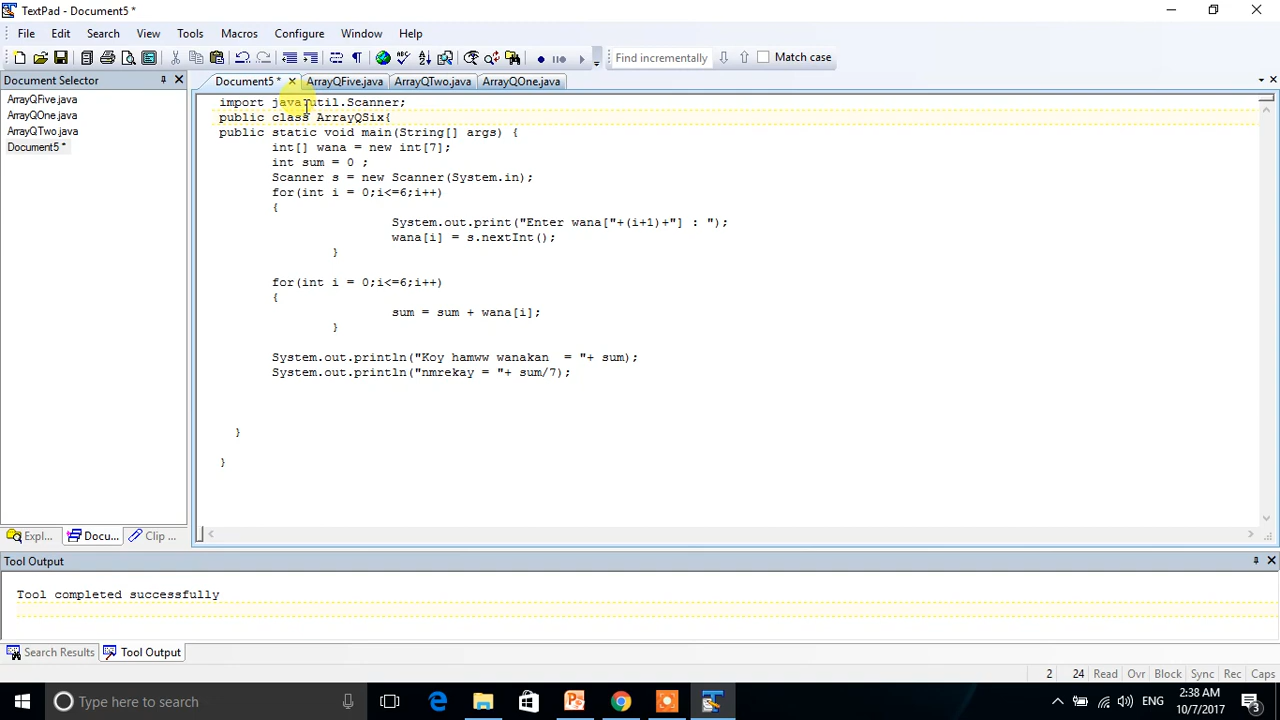 TextPad - Document5 *
File Edit Search View Tools Macros Configure Window Help
Find incrementally Match case
Document Selector
ArrayQFive.java
ArrayQOne.java
ArrayQTwo.java
Document5 *
Expl... Docu... Clip ...
Document5 * ArrayQFive.java ArrayQTwo.java ArrayQOne.java
import java.util.Scanner;
public class ArrayQSix{
public static void main(String[] args) {
int[] wana = new int[7];
int sum = 0 ;
Scanner s = new Scanner(System.in);
for(int i = 0;i<=6;i++)
{
System.out.print("Enter wana["+(i+1)+"] : ");
wana[i] = s.nextInt();
}
for(int i = 0;i<=6;i++)
{
sum = sum + wana[i];
}
System.out.println("Koy hamww wanakan  = "+ sum);
System.out.println("nmrekay = "+ sum/7);
}
}
Tool Output
Tool completed successfully
Search Results Tool Output
2 24 Read Ovr Block Sync Rec Caps
Type here to search
ENG
2:38 AM
10/7/2017
3